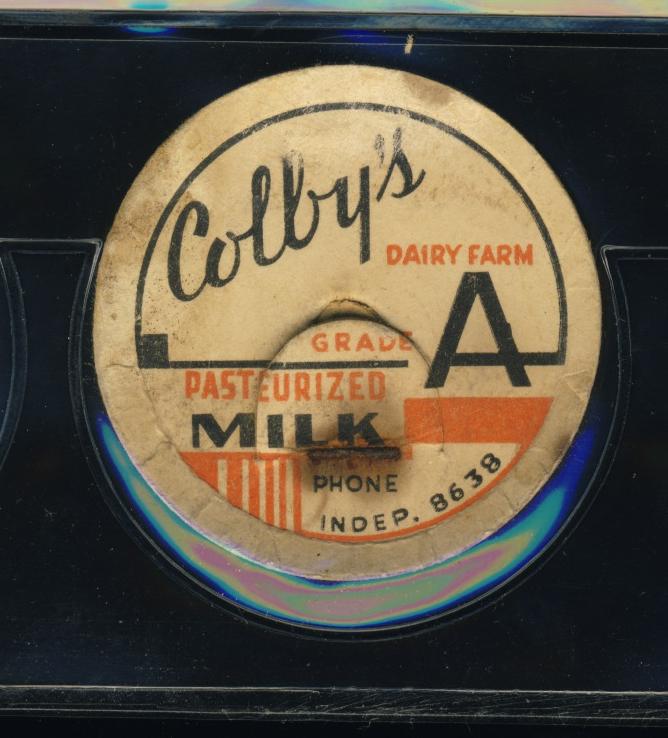 Colby's
DAIRY FARM
GRADE A
PASTEURIZED
MILK
PHONE
INDEP. 8638